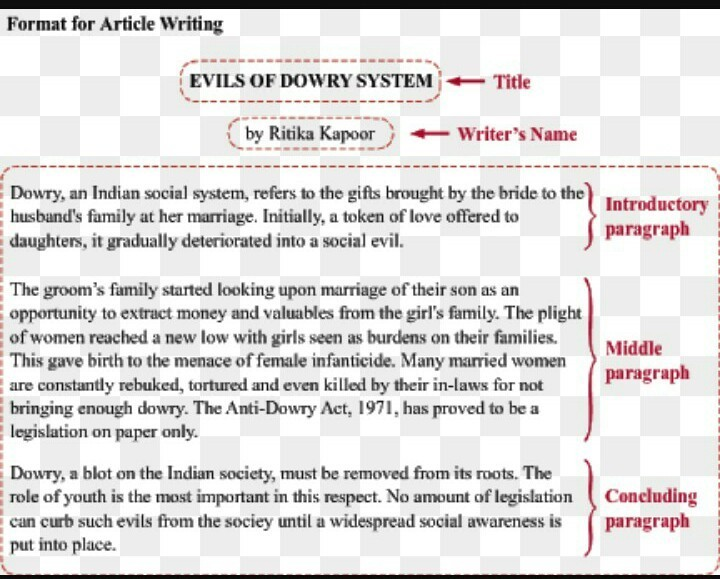 Format for Article Writing
EVILS OF DOWRY SYSTEM
Title
by Ritika Kapoor
Writer's Name
Dowry, an Indian social system, refers to the gifts brought by the bride to the
husband's family at her marriage. Initially, a token of love offered to
daughters, it gradually deteriorated into a social evil.
Introductory
paragraph
The groom's family started looking upon marriage of their son as an
opportunity to extract money and valuables from the girl's family. The plight
of women reached a new low with girls seen as burdens on their families.
This gave birth to the menace of female infanticide. Many married women
are constantly rebuked, tortured and even killed by their in-laws for not
bringing enough dowry. The Anti-Dowry Act, 1971, has proved to be a
legislation on paper only.
Middle
paragraph
Dowry, a blot on the Indian society, must be removed from its roots. The
role of youth is the most important in this respect. No amount of legislation
can curb such evils from the sociey until a widespread social awareness is
put into place.
Concluding
paragraph